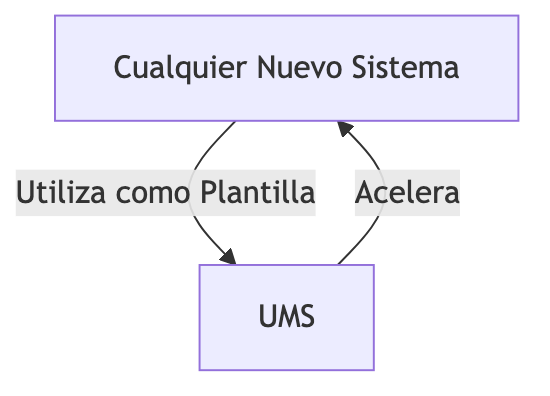 Cualquier Nuevo Sistema
Utiliza como Plantilla
Acelera
UMS